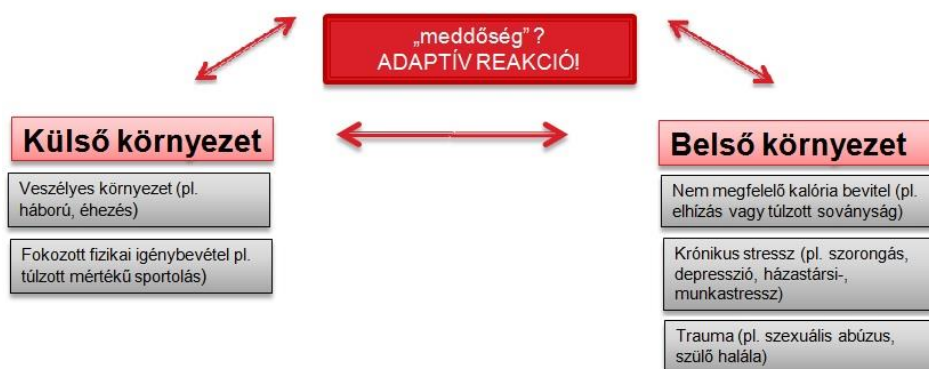 „meddőség” ?
ADAPTÍV REAKCIÓ!
Külső környezet
Veszélyes környezet (pl.
háború, éhezés)
Fokozott fizikai igénybevétel pl.
túlzott mértékű sportolás)
Belső környezet
Nem megfelelő kalória bevitel (pl.
elhízás vagy túlzott soványság)
Krónikus stressz (pl. szorongás,
depresszió, házastársi-,
munkastressz)
Trauma (pl. szexuális abúzus,
szülő halála)